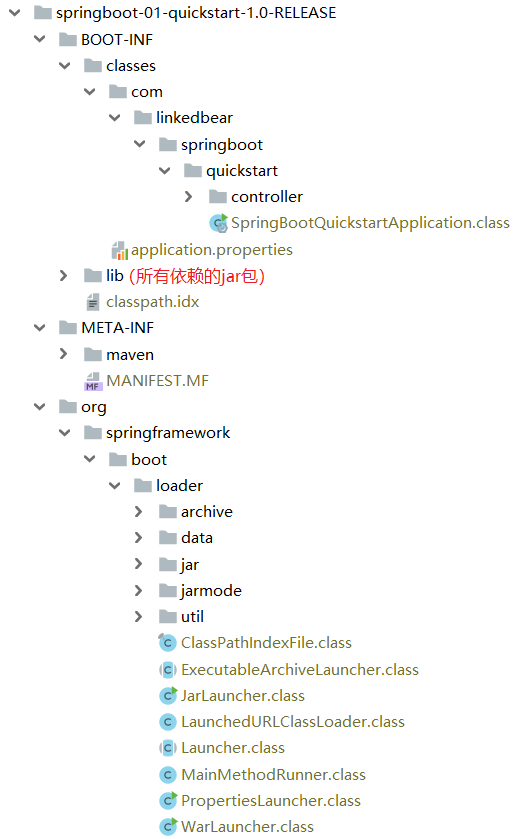 springboot-01-quickstart-1.0-RELEASE
BOOT-INF
classes
com
linkedbear
springboot
quickstart
controller
SpringBootQuickstartApplication.class
application.properties
lib (所有依赖的jar包)
classpath.idx
META-INF
maven
MANIFEST.MF
org
springframework
boot
loader
archive
data
jar
jarmode
util
ClassPathIndexFile.class
ExecutableArchiveLauncher.class
JarLauncher.class
LaunchedURLClassLoader.class
Launcher.class
MainMethodRunner.class
PropertiesLauncher.class
WarLauncher.class